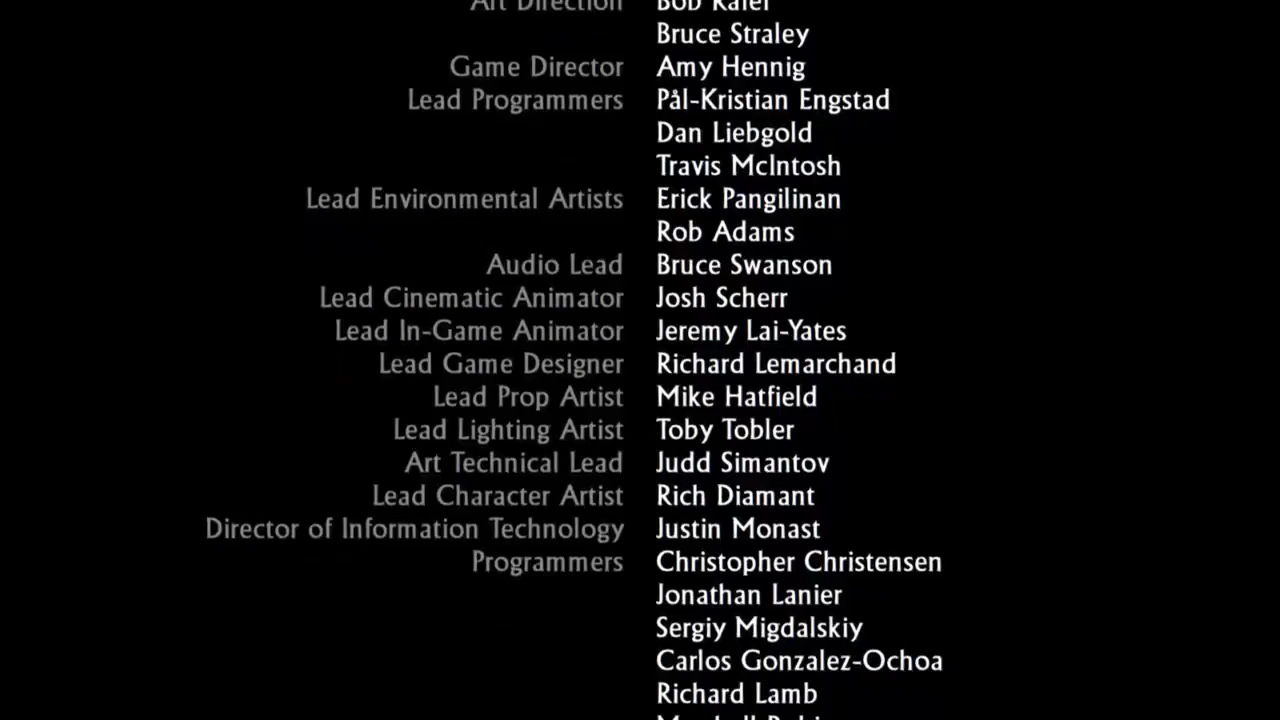 Art Direction Bob Rafei
Bruce Straley
Game Director Amy Hennig
Lead Programmers Pål-Kristian Engstad
Dan Liebgold
Travis McIntosh
Lead Environmental Artists Erick Pangilinan
Rob Adams
Audio Lead Bruce Swanson
Lead Cinematic Animator Josh Scherr
Lead In-Game Animator Jeremy Lai-Yates
Lead Game Designer Richard Lemarchand
Lead Prop Artist Mike Hatfield
Lead Lighting Artist Toby Tobler
Art Technical Lead Judd Simantov
Lead Character Artist Rich Diamant
Director of Information Technology Justin Monast
Programmers Christopher Christensen
Jonathan Lanier
Sergiy Migdalskiy
Carlos Gonzalez-Ochoa
Richard Lamb